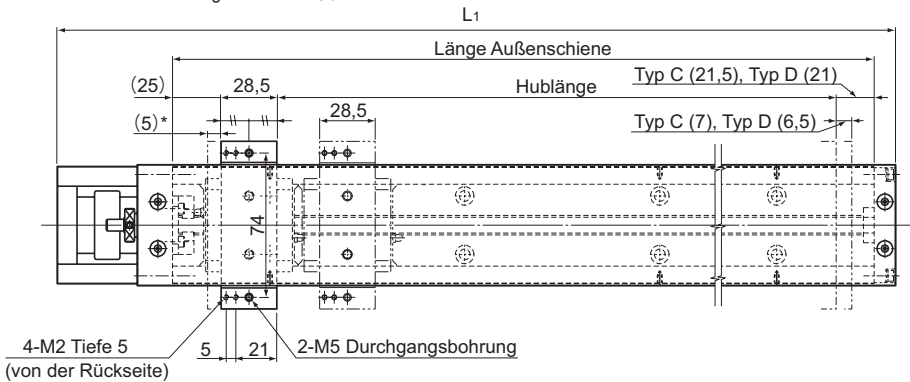 L1
Länge Außenschiene
(25)
28,5
Hublänge
Typ C (21,5), Typ D (21)
(5)*
28,5
Typ C (7), Typ D (6,5)
74
4-M2 Tiefe 5
(von der Rückseite)
5
21
2-M5 Durchgangsbohrung